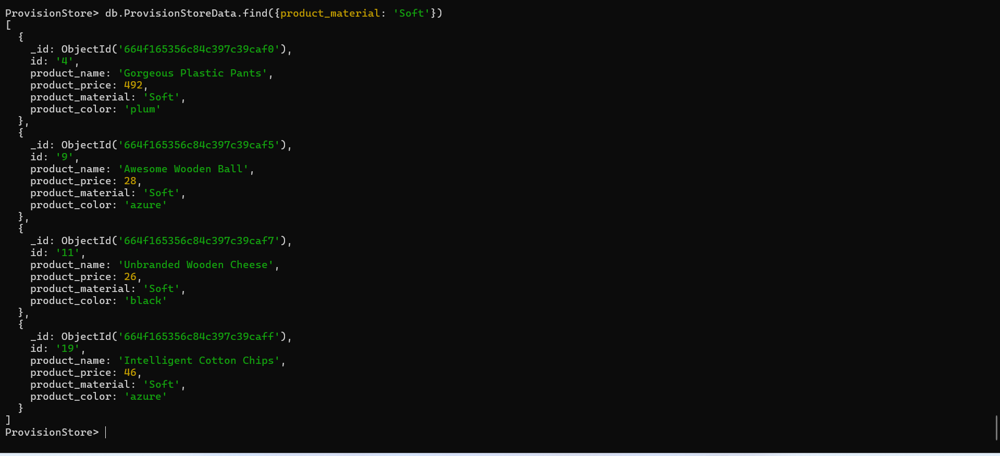 ProvisionStore> db.ProvisionStoreData.find({product_material: 'Soft'})
[
  {
    _id: ObjectId('664f165356c84c397c39caf0'),
    id: '4',
    product_name: 'Gorgeous Plastic Pants',
    product_price: 492,
    product_material: 'Soft',
    product_color: 'plum'
  },
  {
    _id: ObjectId('664f165356c84c397c39caf5'),
    id: '9',
    product_name: 'Awesome Wooden Ball',
    product_price: 28,
    product_material: 'Soft',
    product_color: 'azure'
  },
  {
    _id: ObjectId('664f165356c84c397c39caf7'),
    id: '11',
    product_name: 'Unbranded Wooden Cheese',
    product_price: 26,
    product_material: 'Soft',
    product_color: 'black'
  },
  {
    _id: ObjectId('664f165356c84c397c39caff'),
    id: '19',
    product_name: 'Intelligent Cotton Chips',
    product_price: 46,
    product_material: 'Soft',
    product_color: 'azure'
  }
]
ProvisionStore>